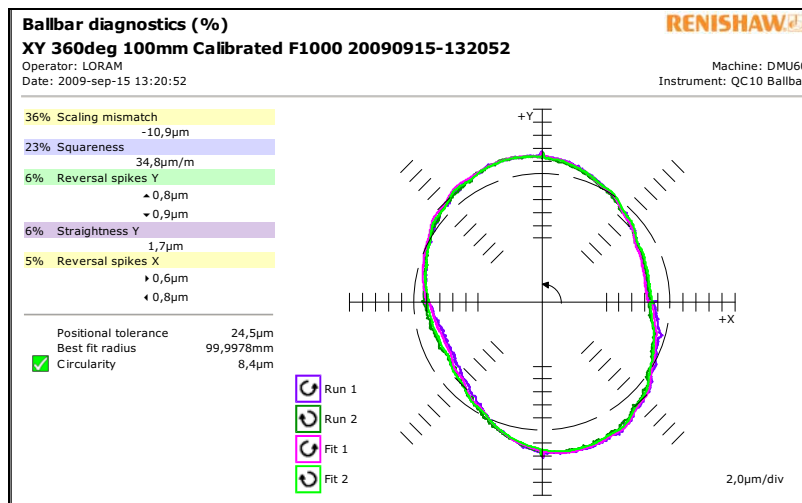 Ballbar diagnostics (%)
RENISHAW
XY 360deg 100mm Calibrated F1000 20090915-132052
Operator: LORAM
Machine: DMU60
Date: 2009-sep-15 13:20:52
Instrument: QC10 Ballba
36% Scaling mismatch
-10,9µm
23% Squareness
34,8µm/m
6% Reversal spikes Y
0,8µm
0,9µm
6% Straightness Y
1,7µm
5% Reversal spikes X
0,6µm
0,8µm
Positional tolerance 24,5µm
Best fit radius 99,9978mm
Circularity 8,4µm
+Y
+X
Run 1
Run 2
Fit 1
Fit 2
2,0µm/div